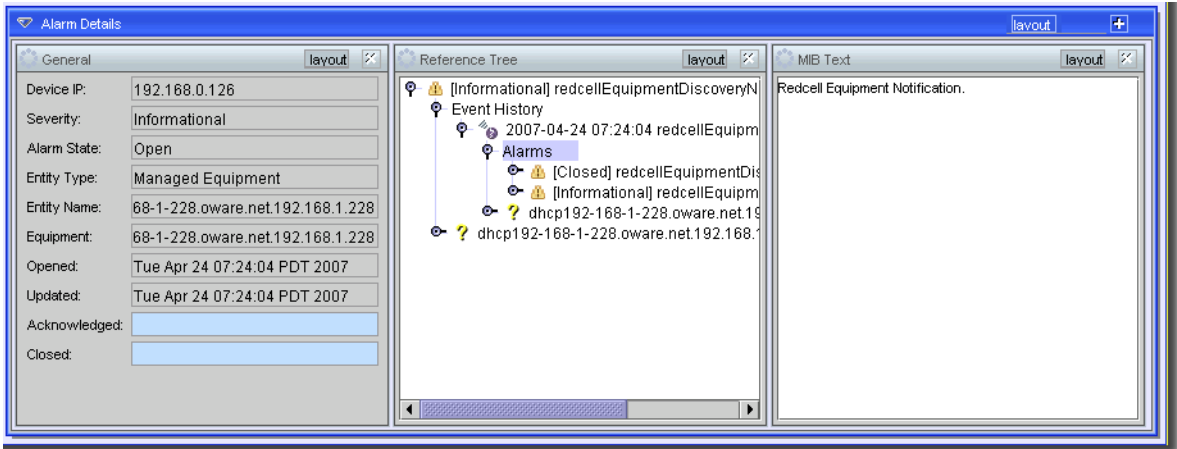 Alarm Details
layout
General
layout
Device IP:
192.168.0.126
Severity:
Informational
Alarm State:
Open
Entity Type:
Managed Equipment
Entity Name:
68-1-228.oware.net.192.168.1.228
Equipment:
68-1-228.oware.net.192.168.1.228
Opened:
Tue Apr 24 07:24:04 PDT 2007
Updated:
Tue Apr 24 07:24:04 PDT 2007
Acknowledged:
Closed:
Reference Tree
layout
[Informational] redcellEquipmentDiscoveryN
Event History
2007-04-24 07:24:04 redcellEquipm
Alarms
[Closed] redcellEquipmentDis
[Informational] redcellEquipm
? dhcp192-168-1-228.oware.net.19
? dhcp192-168-1-228.oware.net.192.168.1
MIB Text
layout
Redcell Equipment Notification.